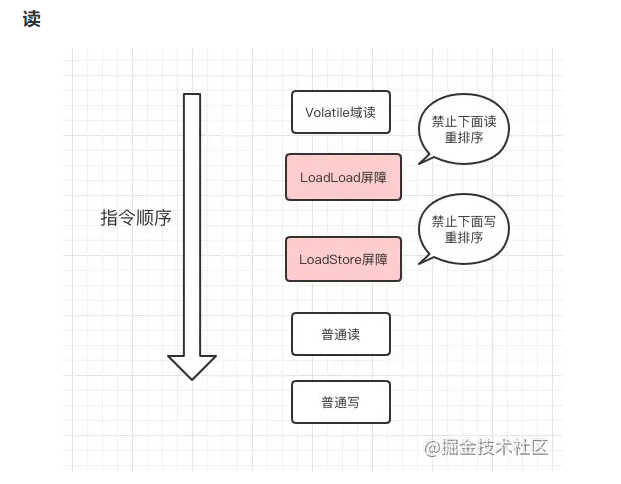 读
Volatile域读
禁止下面读
重排序
LoadLoad屏障
指令顺序
禁止下面写
重排序
LoadStore屏障
普通读
普通写
@掘金技术社区